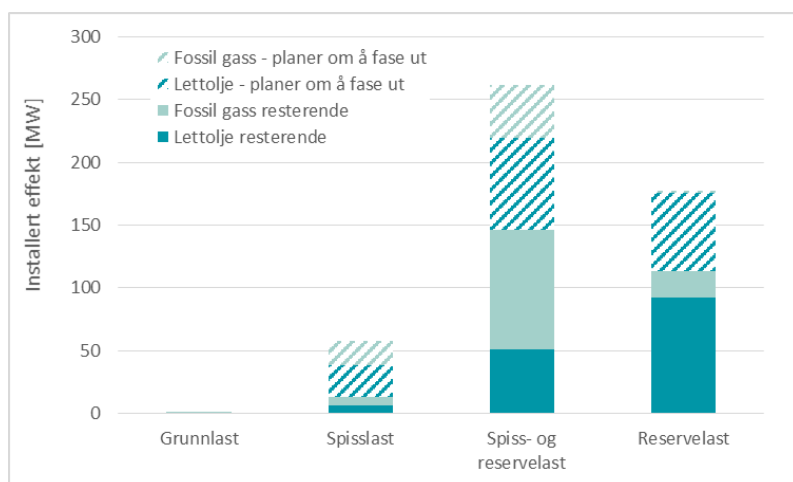 300
250
200
150
100
50
0
Installert effekt [MW]
Fossil gass - planer om å fase ut
Lettolje - planer om å fase ut
Fossil gass resterende
Lettolje resterende
Grunnlast
Spisslast
Spiss- og
reservelast
Reservelast